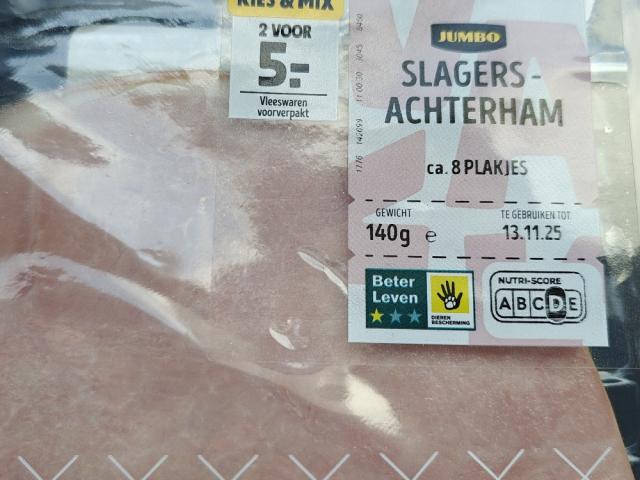 KIES & MIX
2 VOOR
5.-
Vleeswaren
voorverpakt
JUMBO
SLAGERS-
ACHTERHAM
ca. 8 PLAKJES
GEWICHT
140g e
TE GEBRUIKEN TOT
13.11.25
Beter
Leven
DIEREN
BESCHERMING
NUTRI-SCORE
A B C D E